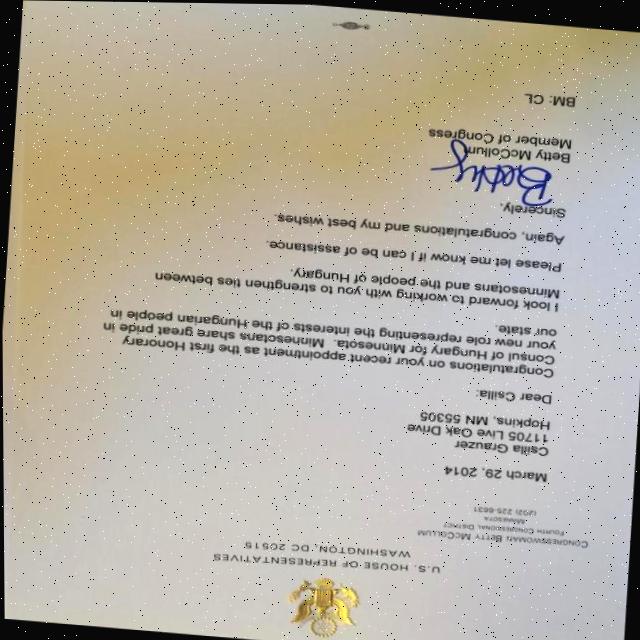 U.S. HOUSE OF REPRESENTATIVES
WASHINGTON, DC 20515
CONGRESSWOMAN BETTY MCCOLLUM
FOURTH CONGRESSIONAL DISTRICT
MINNESOTA
(202) 225-6631
March 29, 2014
Csilla Grauzer
11705 Live Oak Drive
Hopkins, MN 55305
Dear Csilla:
Congratulations on your recent appointment as the first Honorary
Consul of Hungary for Minnesota. Minnesotans share great pride in
your new role representing the interests of the Hungarian people in
our state.
I look forward to working with you to strengthen ties between
Minnesotans and the people of Hungary.
Please let me know if I can be of assistance.
Again, congratulations and my best wishes.
Sincerely,
Betty
Betty McCollum
Member of Congress
BM: CL